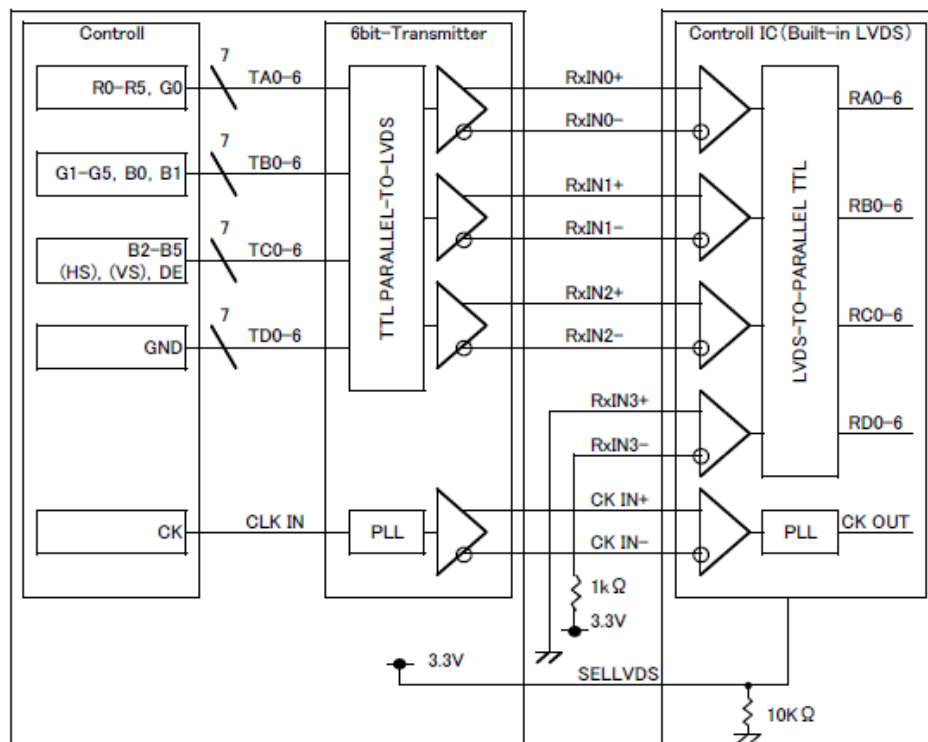 Controll
6bit-Transmitter
Controll IC(Built-in LVDS)
R0-R5, G0
7
TA0-6
RxIN0+
RxIN0-
RA0-6
G1-G5, B0, B1
7
TB0-6
RxIN1+
RxIN1-
RB0-6
B2-B5
(HS), (VS), DE
7
TC0-6
RxIN2+
RxIN2-
RC0-6
GND
7
TD0-6
TTL PARALLEL-TO-LVDS
LVDS-TO-PARALLEL TTL
RxIN3+
RxIN3-
RD0-6
CK
CLK IN
PLL
CK IN+
CK IN-
PLL
CK OUT
1kΩ
3.3V
3.3V
SELLVDS
10KΩ